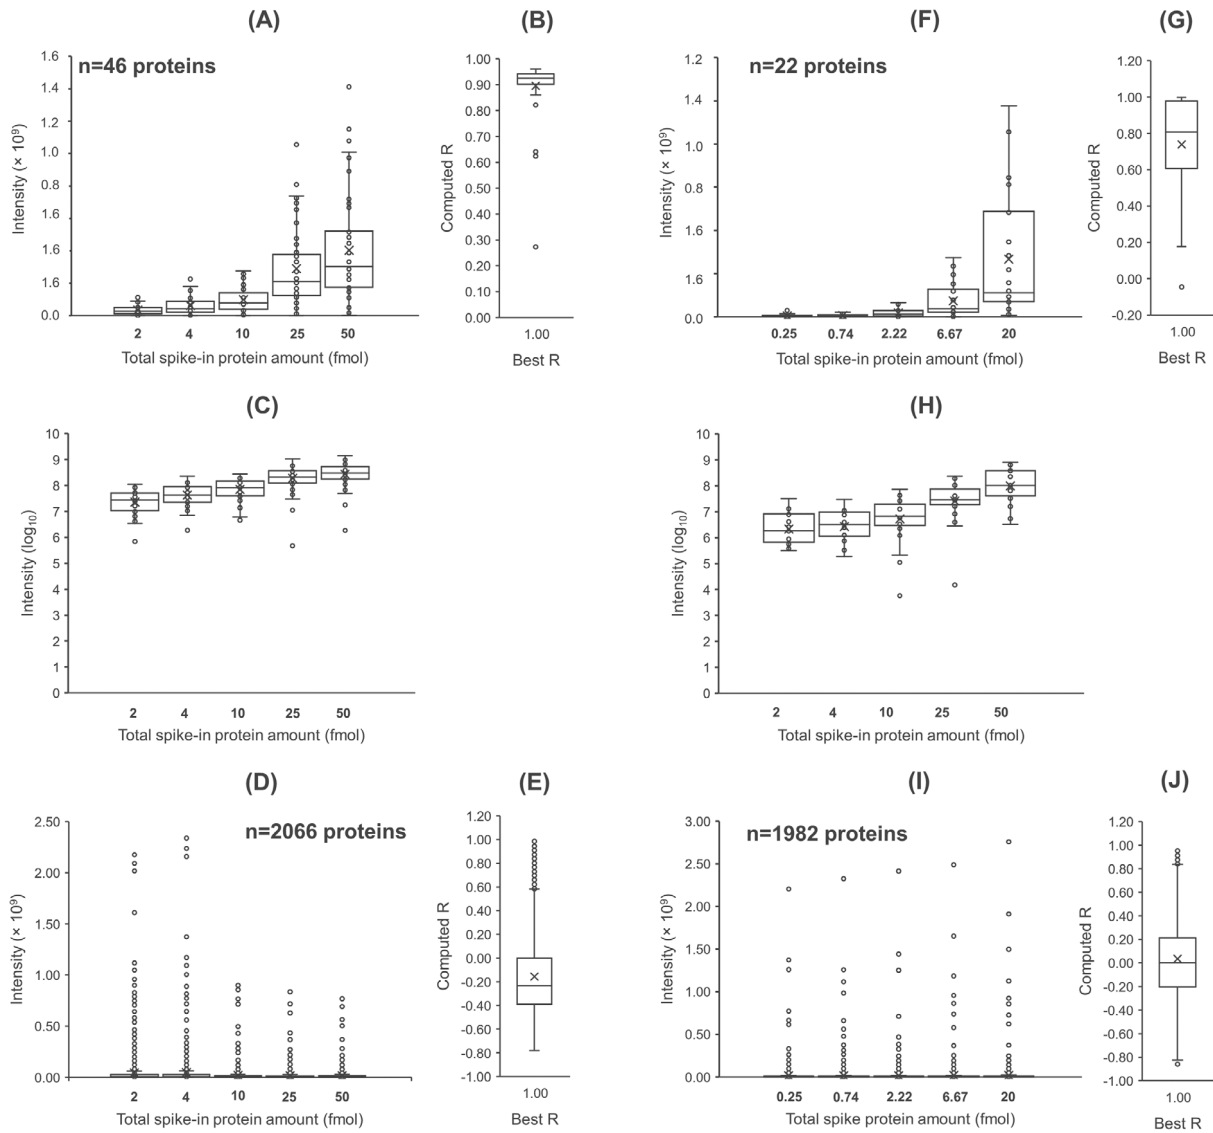 (A)
n=46 proteins
Intensity (× 10⁹)
1.6
1.4
1.2
1.0
1.6
1.6
1.6
1.6
0.0
2 4 10 25 50
Total spike-in protein amount (fmol)
(B)
Computed R
1.00
0.90
0.80
0.70
0.60
0.50
0.40
0.30
0.20
0.10
0.00
1.00
Best R
(F)
n=22 proteins
Intensity (× 10⁹)
1.2
1.4
1.0
0.8
1.6
1.6
0.0
0.25 0.74 2.22 6.67 20
Total spike-in protein amount (fmol)
(G)
Computed R
1.20
1.00
0.80
0.60
0.40
0.20
0.00
-0.20
1.00
Best R
(C)
Intensity (log₁₀)
10
9
8
7
6
5
4
3
2
1
0
2 4 10 25 50
Total spike-in protein amount (fmol)
(H)
Intensity (log₁₀)
10
9
8
7
6
5
4
3
2
1
0
2 4 10 25 50
Total spike-in protein amount (fmol)
(D)
n=2066 proteins
Intensity (× 10⁹)
2.50
2.00
1.50
1.00
0.50
0.00
2 4 10 25 50
Total spike-in protein amount (fmol)
(E)
Computed R
1.20
1.00
0.80
0.60
0.40
0.20
0.00
-0.20
-0.40
-0.60
-0.80
-1.00
1.00
Best R
(I)
n=1982 proteins
Intensity (× 10⁹)
3.00
2.50
2.00
1.50
1.00
0.50
0.00
0.25 0.74 2.22 6.67 20
Total spike protein amount (fmol)
(J)
Computed R
1.20
1.00
0.80
0.60
0.40
0.20
0.00
-0.20
-0.40
-0.60
-0.80
-1.00
1.00
Best R